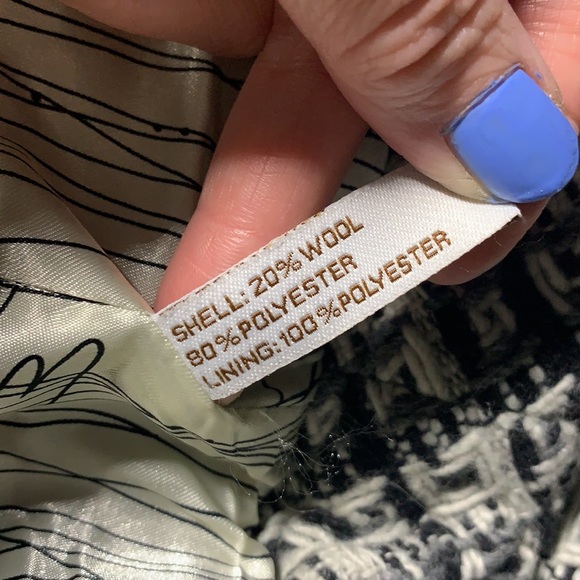 SHELL: 20% WOOL
80% POLYESTER
LINING: 100% POLYESTER